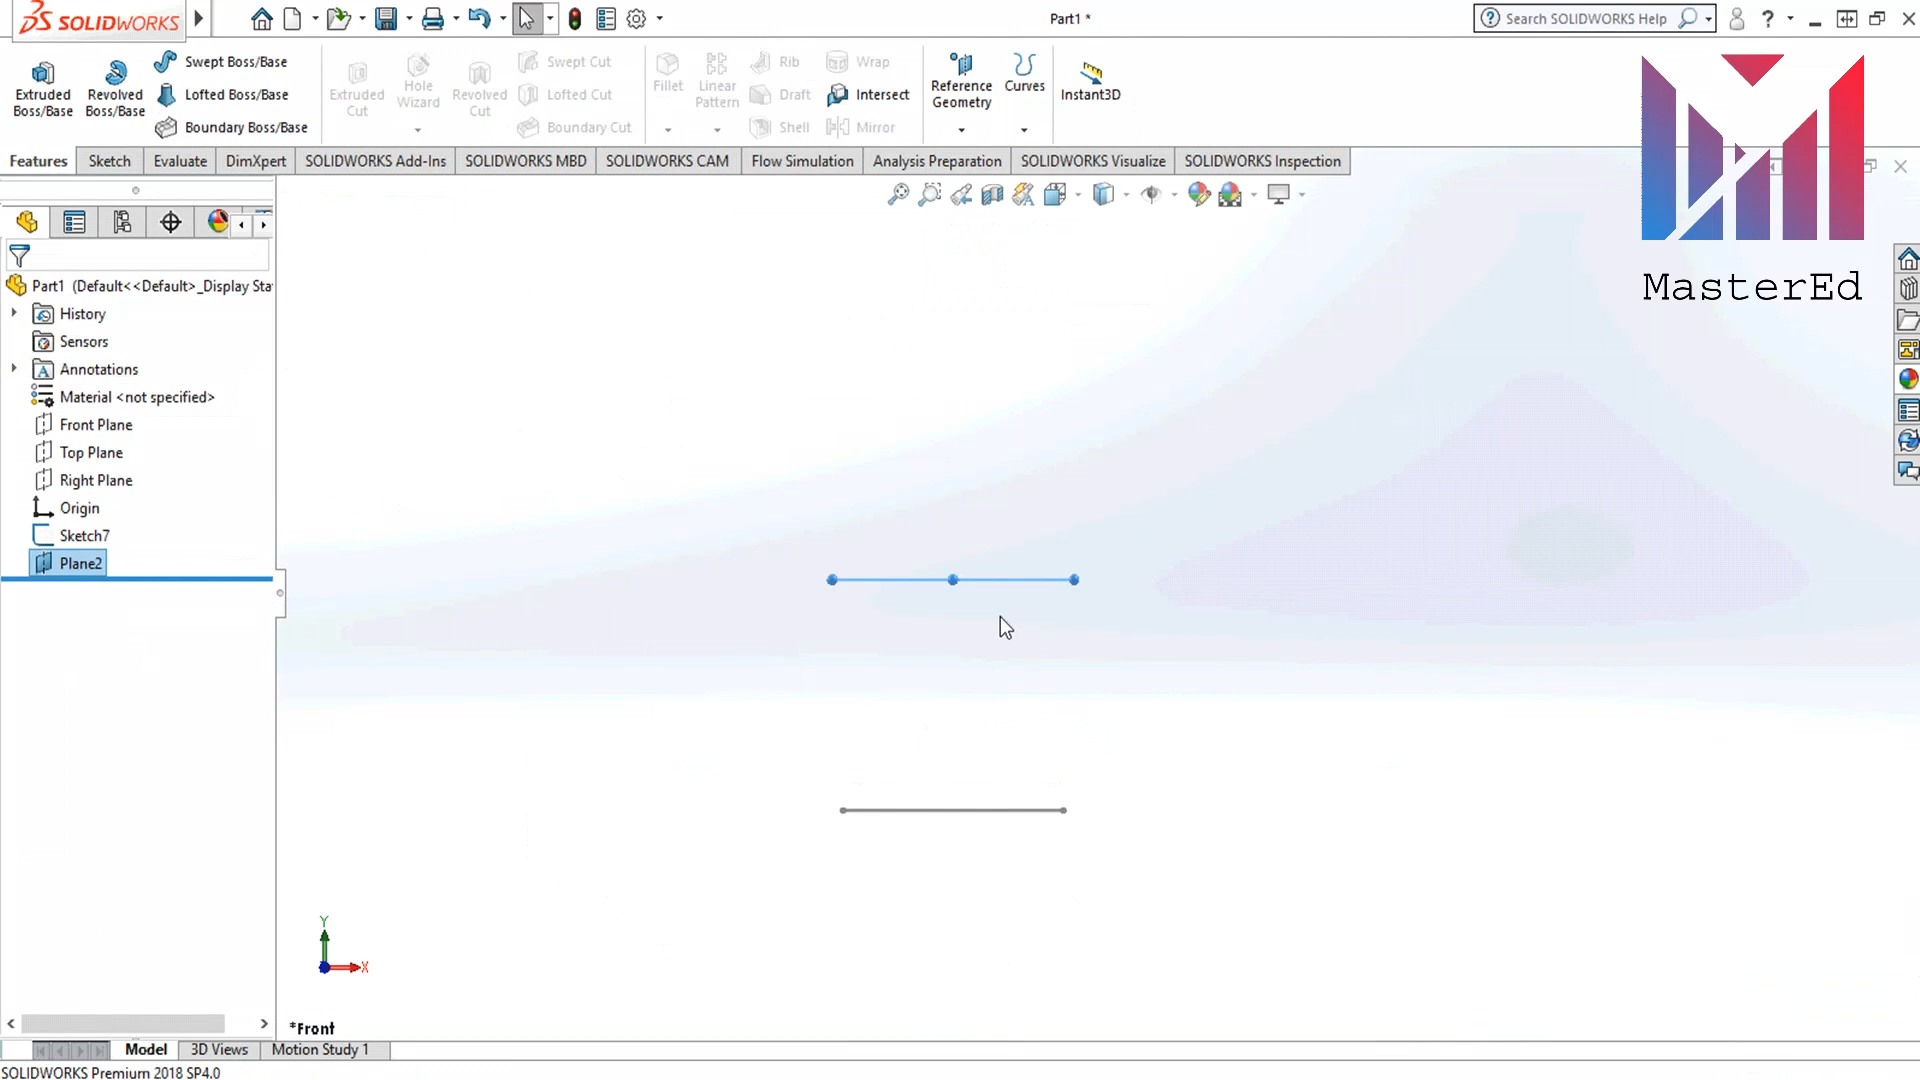 SOLIDWORKS
Part1 *
Search SOLIDWORKS Help
?
Extruded Boss/Base
Revolved Boss/Base
Swept Boss/Base
Lofted Boss/Base
Boundary Boss/Base
Extruded Cut
Hole Wizard
Revolved Cut
Swept Cut
Lofted Cut
Boundary Cut
Fillet
Linear Pattern
Rib
Draft
Shell
Wrap
Intersect
Mirror
Reference Geometry
Curves
Instant3D
Features
Sketch
Evaluate
DimXpert
SOLIDWORKS Add-Ins
SOLIDWORKS MBD
SOLIDWORKS CAM
Flow Simulation
Analysis Preparation
SOLIDWORKS Visualize
SOLIDWORKS Inspection
MasterEd
Part1 (Default<<Default>_Display Sta
History
Sensors
Annotations
Material <not specified>
Front Plane
Top Plane
Right Plane
Origin
Sketch7
Plane2
Y
X
*Front
Model
3D Views
Motion Study 1
SOLIDWORKS Premium 2018 SP4.0